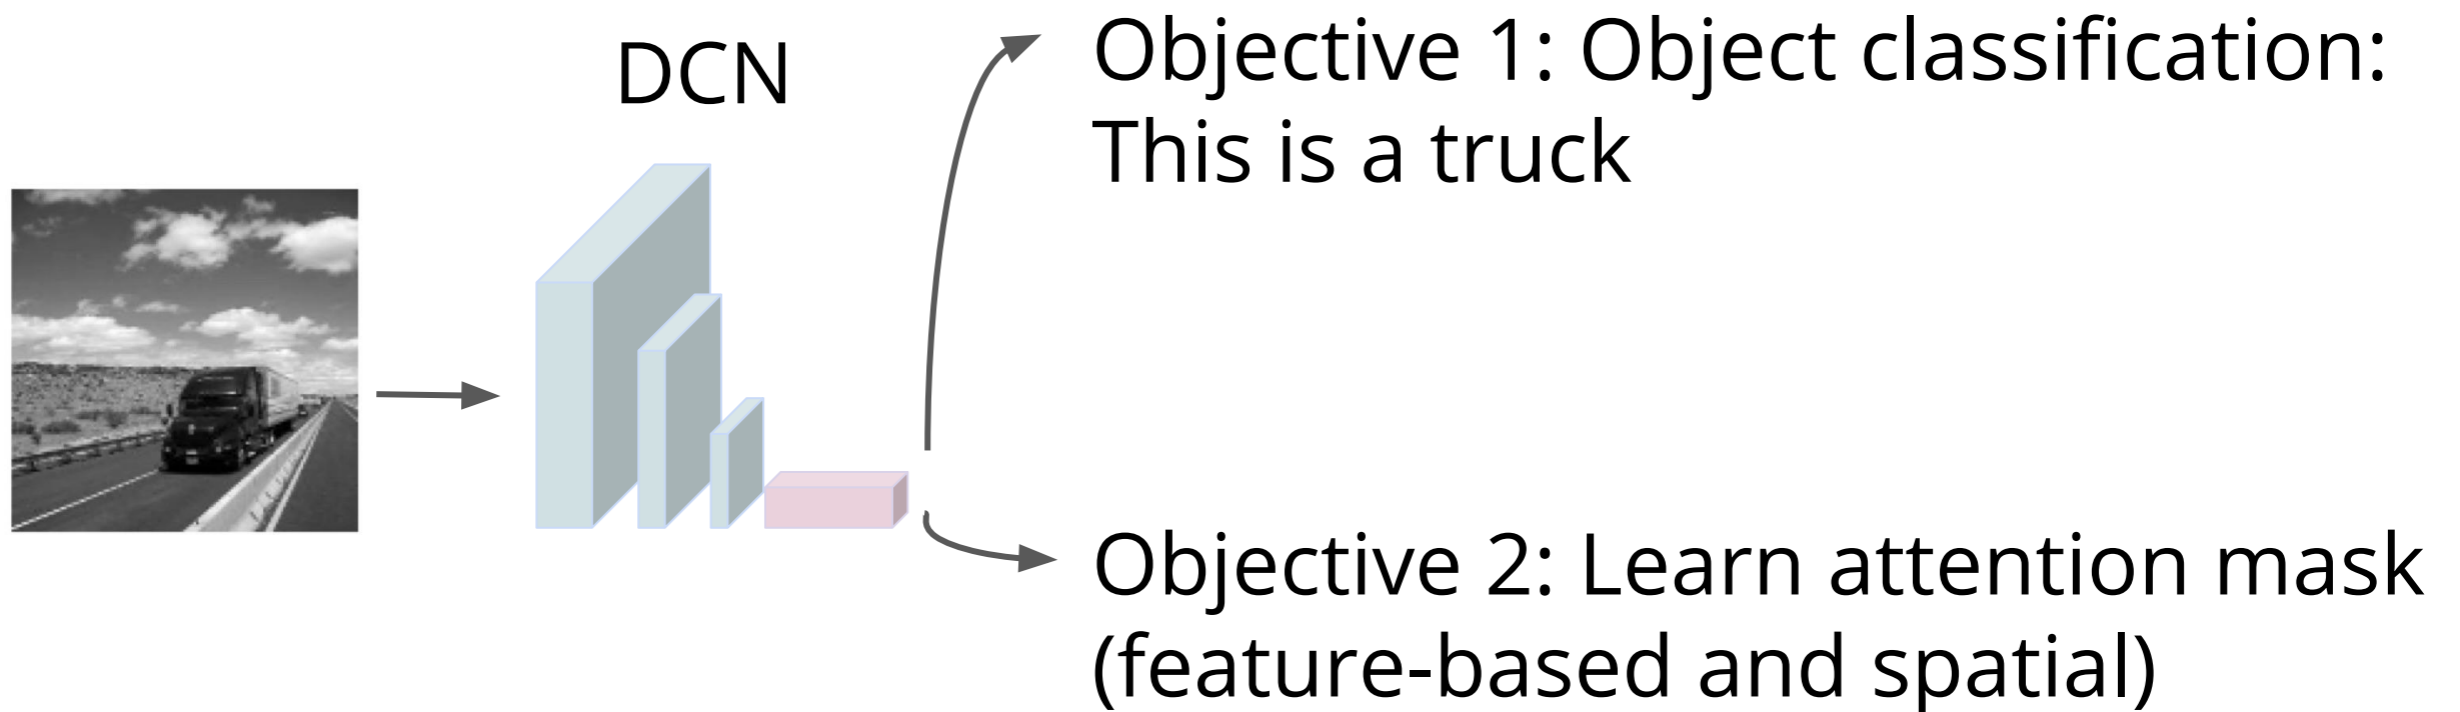 DCN
Objective 1: Object classification:
This is a truck
Objective 2: Learn attention mask
(feature-based and spatial)